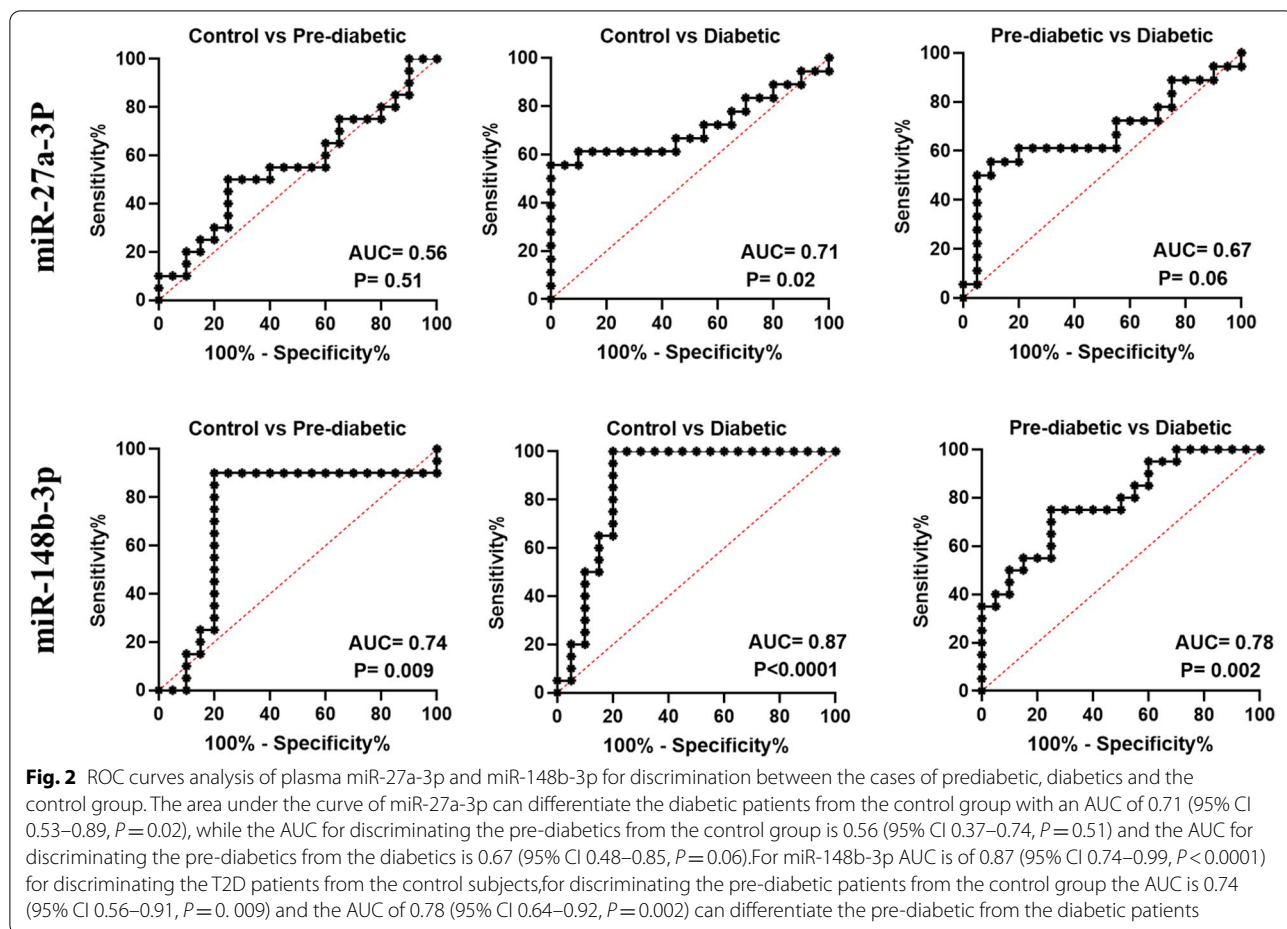 Control vs Pre-diabetic
Control vs Diabetic
Pre-diabetic vs Diabetic
miR-27a-3P
Sensitivity%
100
80
60
40
20
0
AUC= 0.56
P= 0.51
0 20 40 60 80 100
100% - Specificity%
Sensitivity%
100
80
60
40
20
0
AUC= 0.71
P= 0.02
0 20 40 60 80 100
100% - Specificity%
Sensitivity%
100
80
60
40
20
0
AUC= 0.67
P= 0.06
0 20 40 60 80 100
100% - Specificity%
Control vs Pre-diabetic
Control vs Diabetic
Pre-diabetic vs Diabetic
miR-148b-3p
Sensitivity%
100
80
60
40
20
0
AUC= 0.74
P= 0.009
0 20 40 60 80 100
100% - Specificity%
Sensitivity%
100
80
60
40
20
0
AUC= 0.87
P<0.0001
0 20 40 60 80 100
100% - Specificity%
Sensitivity%
100
80
60
40
20
0
AUC= 0.78
P= 0.002
0 20 40 60 80 100
100% - Specificity%
Fig. 2 ROC curves analysis of plasma miR-27a-3p and miR-148b-3p for discrimination between the cases of prediabetic, diabetics and the
control group. The area under the curve of miR-27a-3p can differentiate the diabetic patients from the control group with an AUC of 0.71 (95% CI
0.53–0.89, P = 0.02), while the AUC for discriminating the pre-diabetics from the control group is 0.56 (95% CI 0.37–0.74, P = 0.51) and the AUC for
discriminating the pre-diabetics from the diabetics is 0.67 (95% CI 0.48–0.85, P = 0.06).For miR-148b-3p AUC is of 0.87 (95% CI 0.74–0.99, P < 0.0001)
for discriminating the T2D patients from the control subjects,for discriminating the pre-diabetic patients from the control group the AUC is 0.74
(95% CI 0.56–0.91, P = 0. 009) and the AUC of 0.78 (95% CI 0.64–0.92, P = 0.002) can differentiate the pre-diabetic from the diabetic patients